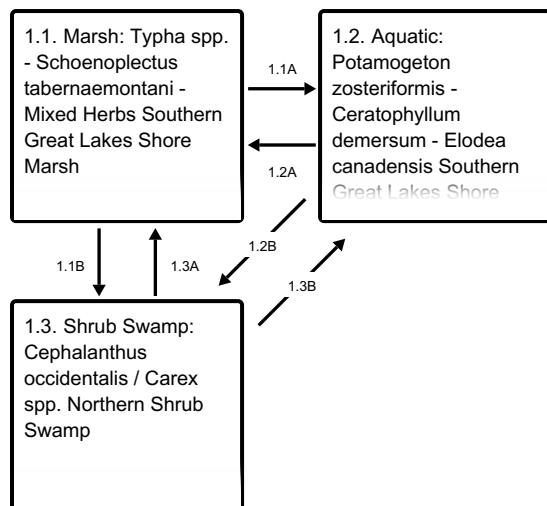 1.1. Marsh: Typha spp.
- Schoenoplectus
tabernaemontani -
Mixed Herbs Southern
Great Lakes Shore
Marsh
1.1A
1.2. Aquatic:
Potamogeton
zosteriformis -
Ceratophyllum
demersum - Elodea
canadensis Southern
Great Lakes Shore
1.2A
1.2B
1.1B
1.3A
1.3B
1.3. Shrub Swamp:
Cephalanthus
occidentalis / Carex
spp. Northern Shrub
Swamp